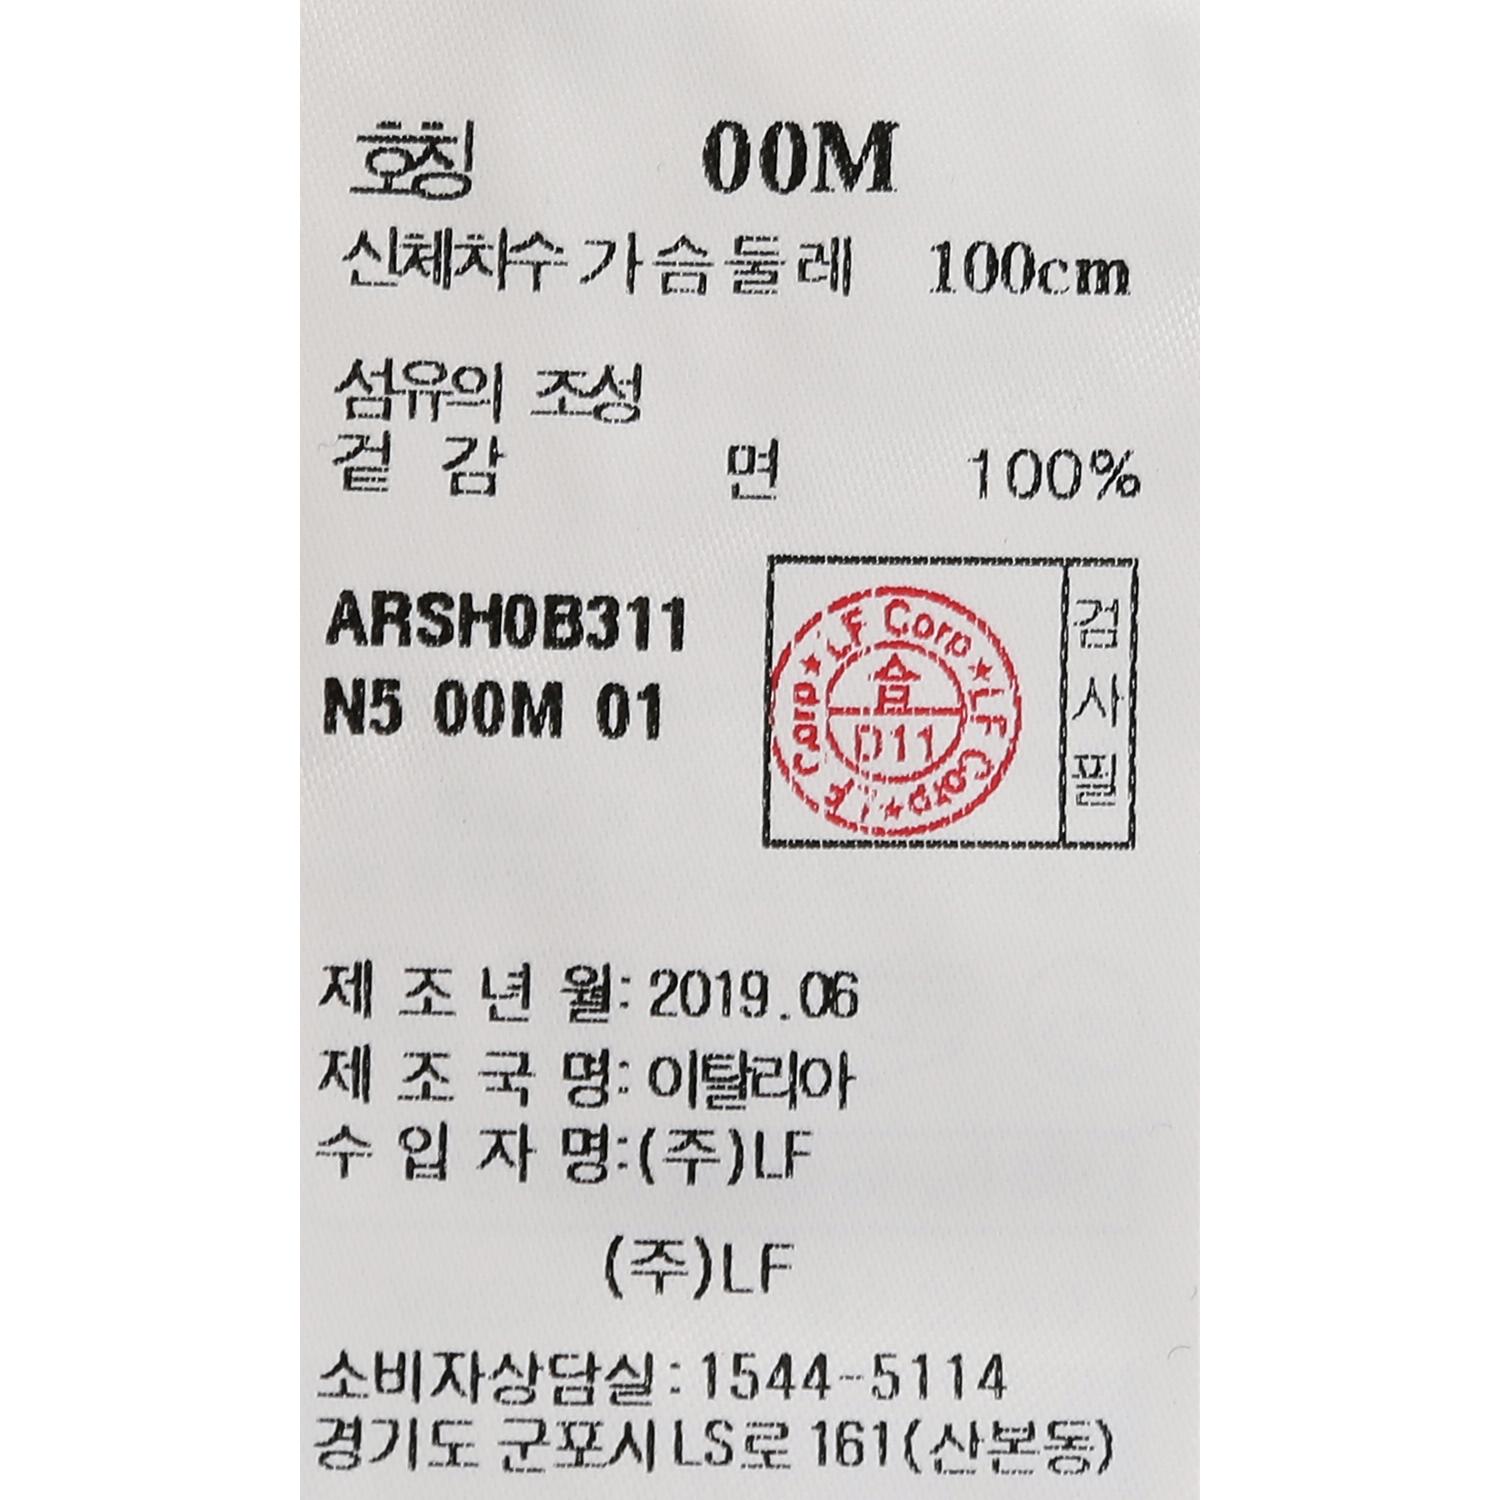 호칭 00M
신체치수 가슴둘레 100cm
섬유의 조성
겉 감 면 100%
ARSH0B311
N5 00M 01
LF Corp ★ LF Corp ★ LF Corp ★
合
D11
검사필
제 조 년 월: 2019.06
제 조 국 명: 이탈리아
수 입 자 명: (주)LF
(주)LF
소비자상담실: 1544-5114
경기도 군포시 LS로 161(산본동)